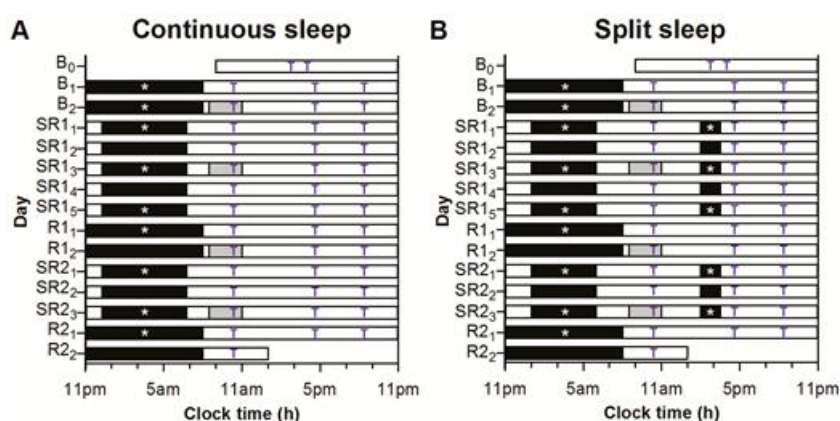 A Continuous sleep
B₀
B₁
B₂
SR1₁
SR1₂
SR1₃
SR1₄
SR1₅
R1₁
R1₂
SR2₁
SR2₂
SR2₃
R2₁
R2₂
Day
11pm 5am 11am 5pm 11pm
Clock time (h)
B Split sleep
B₀
B₁
B₂
SR1₁
SR1₂
SR1₃
SR1₄
SR1₅
R1₁
R1₂
SR2₁
SR2₂
SR2₃
R2₁
R2₂
Day
11pm 5am 11am 5pm 11pm
Clock time (h)